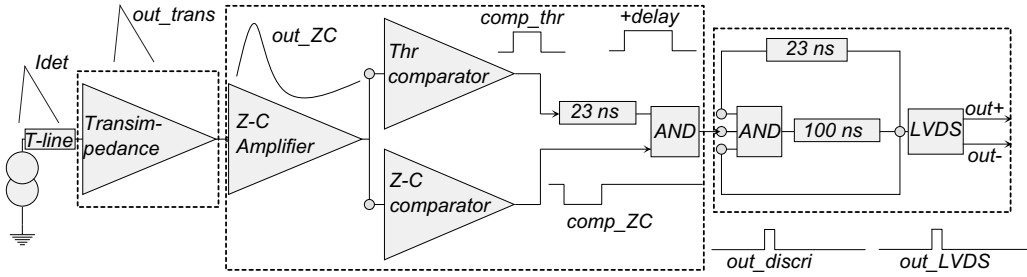 out_trans
Idet
T-line
Transim-
pedance
out_ZC
Z-C
Amplifier
Thr
comparator
Z-C
comparator
comp_thr
+delay
23 ns
AND
comp_ZC
23 ns
AND
100 ns
LVDS
out+
out-
out_discri
out_LVDS